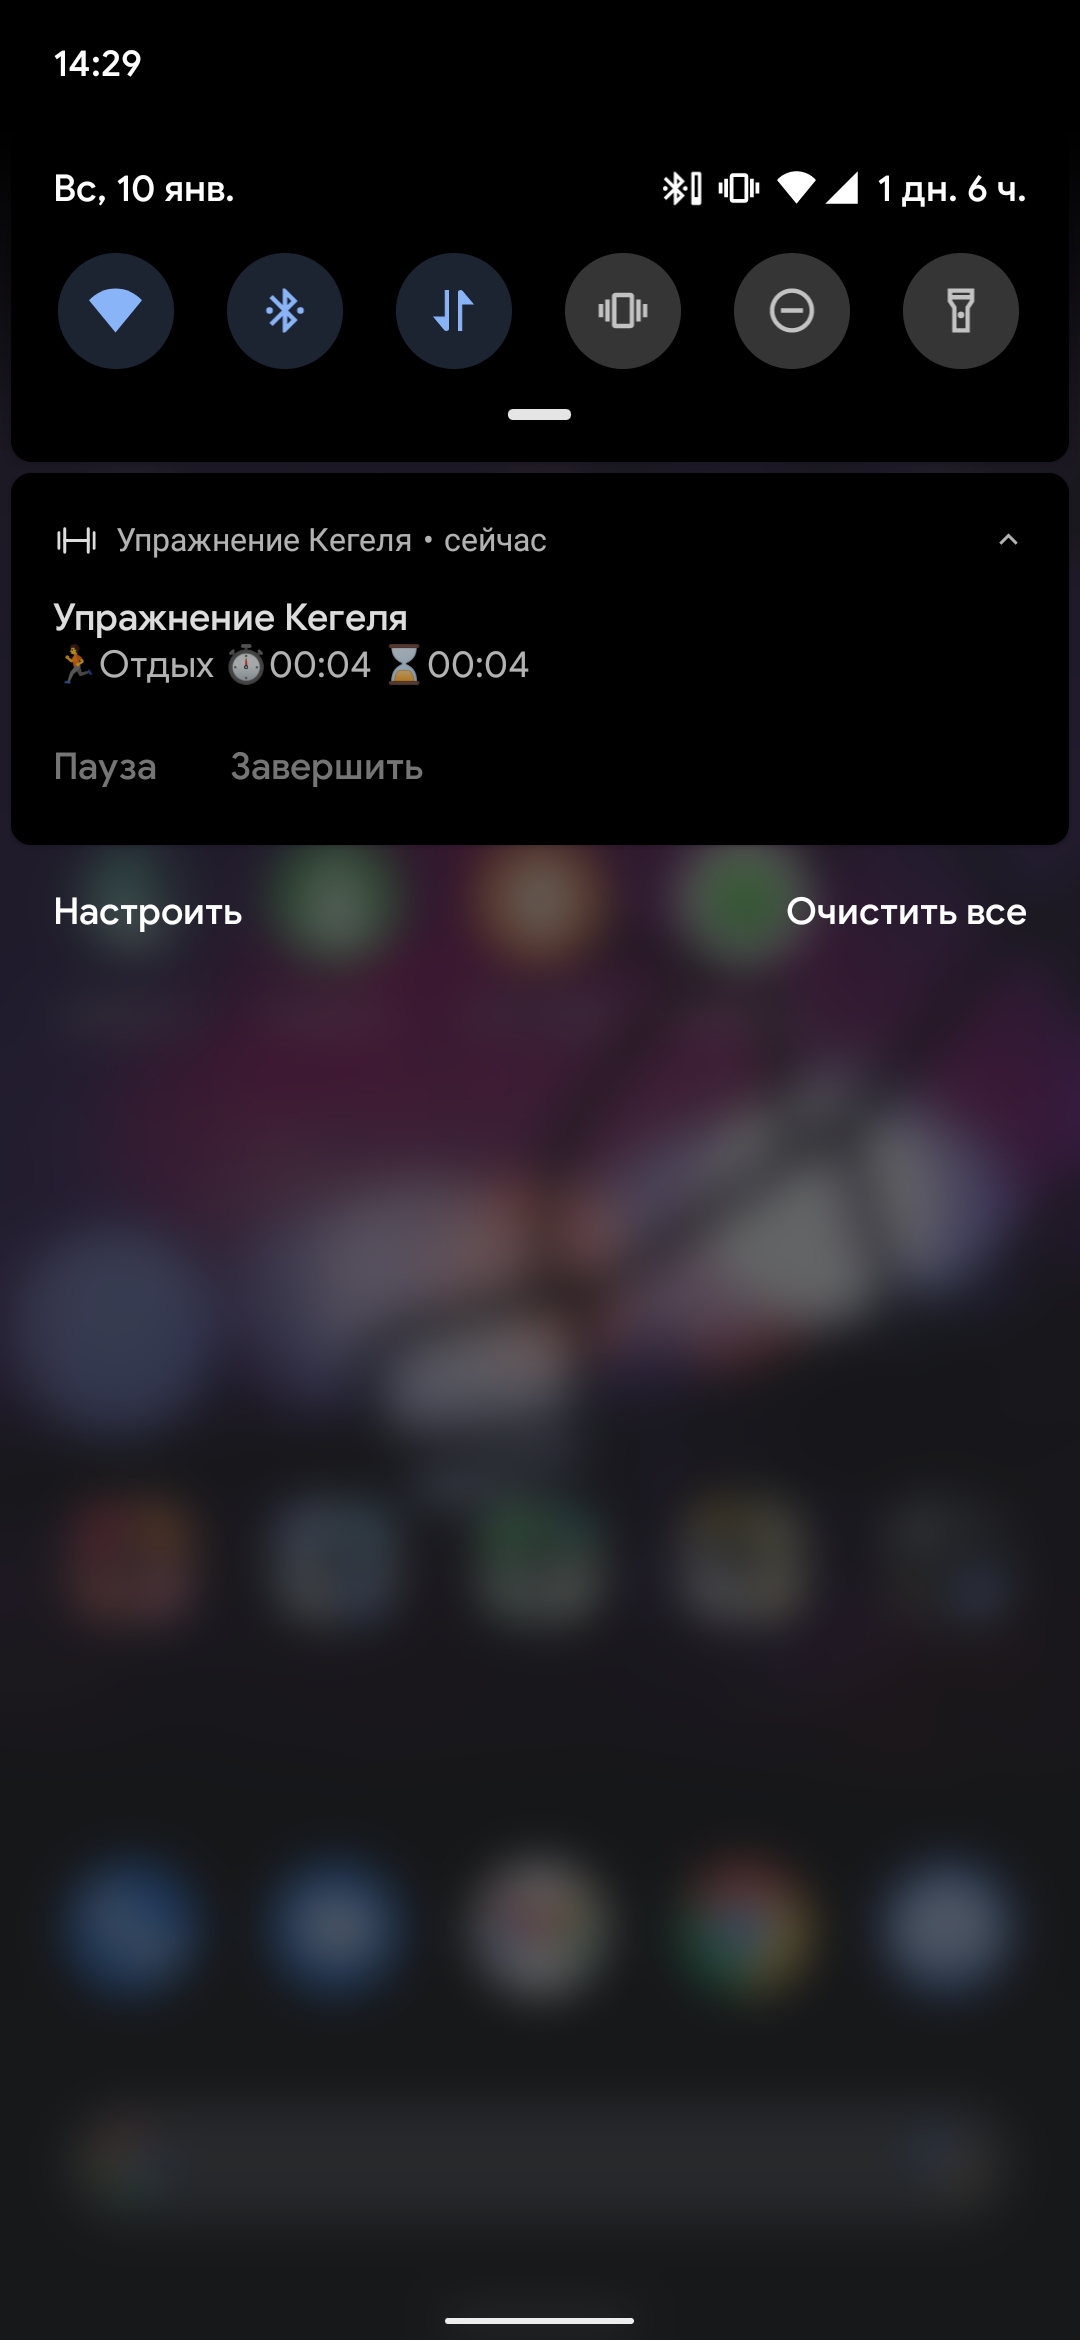 14:29
Вс, 10 янв.
1 дн. 6 ч.
Упражнение Кегеля • сейчас
Упражнение Кегеля
🏃Отдых ⏱00:04 ⏳00:04
Пауза Завершить
Настроить Очистить все